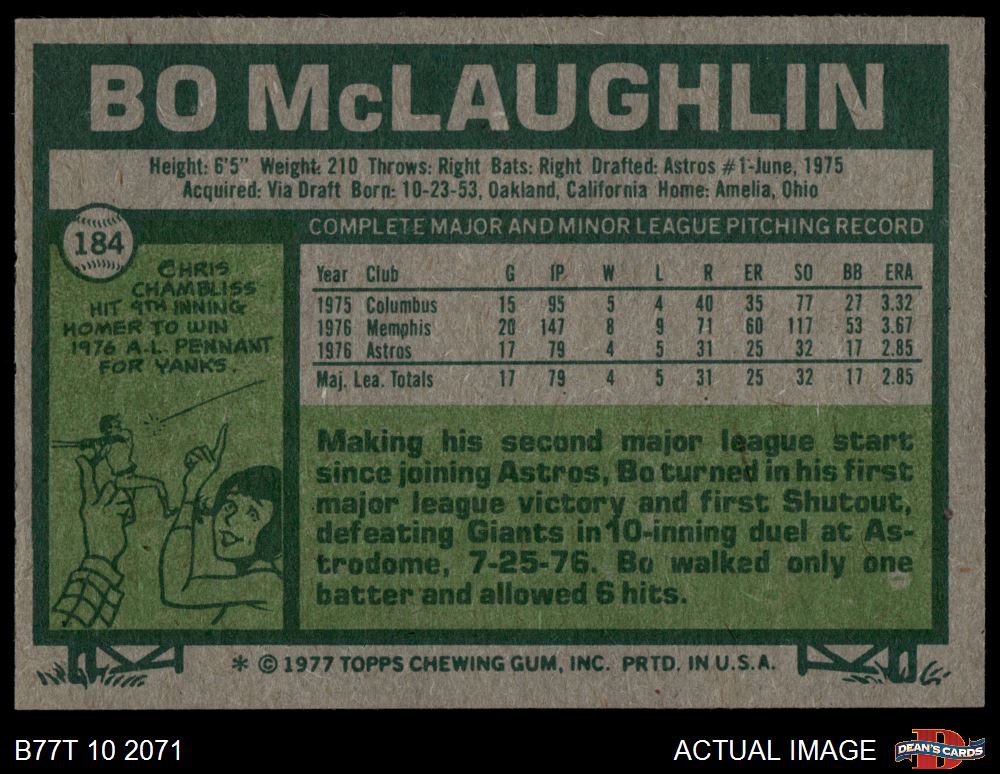 BO McLAUGHLIN
Height: 6'5" Weight: 210 Throws: Right Bats: Right Drafted: Astros #1-June, 1975
Acquired: Via Draft Born: 10-23-53, Oakland, California Home: Amelia, Ohio
184
CHRIS
CHAMBLISS
HIT 9TH INNING
HOMER TO WIN
1976 A.L. PENNANT
FOR YANKS.
COMPLETE MAJOR AND MINOR LEAGUE PITCHING RECORD
Year Club G IP W L R ER SO BB ERA
1975 Columbus 15 95 5 4 40 35 77 27 3.32
1976 Memphis 20 147 8 9 71 60 117 53 3.67
1976 Astros 17 79 4 5 31 25 32 17 2.85
Maj. Lea. Totals 17 79 4 5 31 25 32 17 2.85
Making his second major league start
since joining Astros, Bo turned in his first
major league victory and first Shutout,
defeating Giants in 10-inning duel at As-
trodome, 7-25-76. Bo walked only one
batter and allowed 6 hits.
* © 1977 TOPPS CHEWING GUM, INC. PRTD. IN U.S.A.
B77T 10 2071
ACTUAL IMAGE
D
DEAN'S CARDS